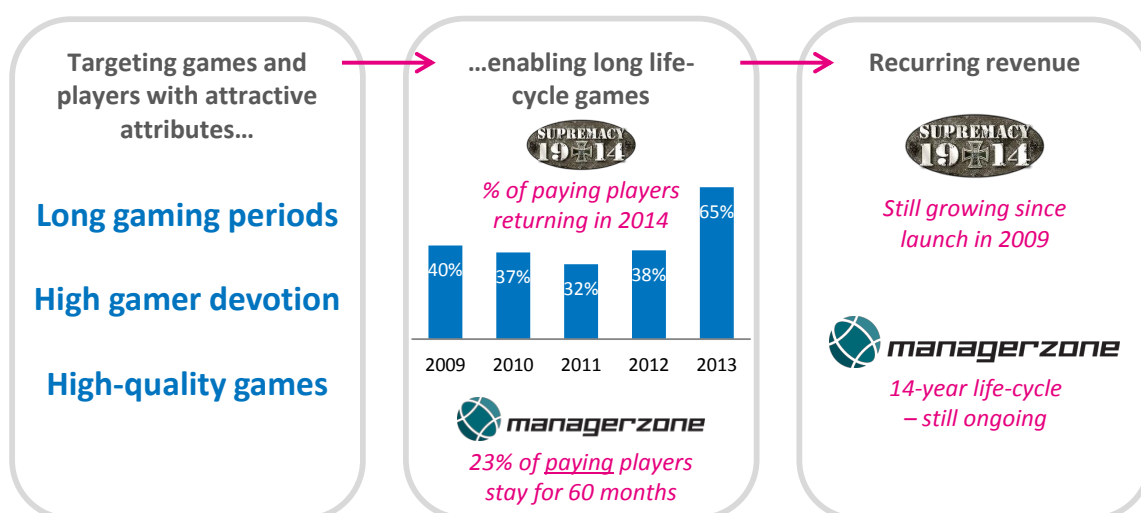 Targeting games and
players with attractive
attributes…
Long gaming periods
High gamer devotion
High-quality games
…enabling long life-
cycle games
SUPREMACY
1914
% of paying players
returning in 2014
40%
37%
32%
38%
65%
2009
2010
2011
2012
2013
managerzone
23% of paying players
stay for 60 months
Recurring revenue
SUPREMACY
1914
Still growing since
launch in 2009
managerzone
14-year life-cycle
– still ongoing